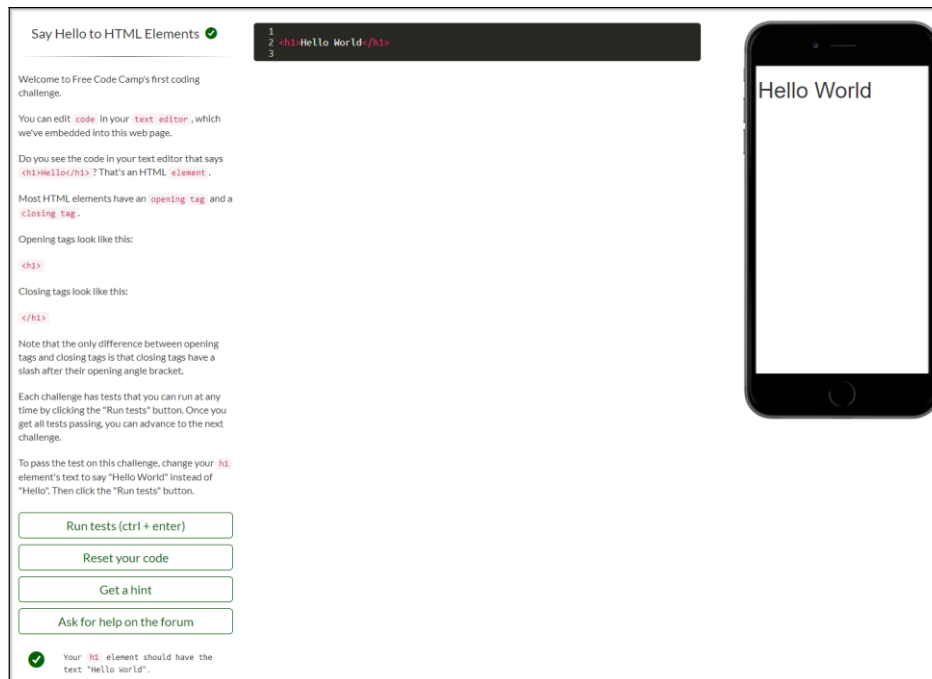 Say Hello to HTML Elements
Welcome to Free Code Camp's first coding
challenge.
You can edit code in your text editor, which
we've embedded into this web page.
Do you see the code in your text editor that says
<h1>Hello</h1>? That's an HTML element.
Most HTML elements have an opening tag and a
closing tag.
Opening tags look like this:
<h1>
Closing tags look like this:
</h1>
Note that the only difference between opening
tags and closing tags is that closing tags have a
slash after their opening angle bracket.
Each challenge has tests that you can run at any
time by clicking the "Run tests" button. Once you
get all tests passing, you can advance to the next
challenge.
To pass the test on this challenge, change your h1
element's text to say "Hello World" instead of
"Hello". Then click the "Run tests" button.
Run tests (ctrl + enter)
Reset your code
Get a hint
Ask for help on the forum
Your h1 element should have the
text "Hello World".
1
2 <h1>Hello World</h1>
3
Hello World